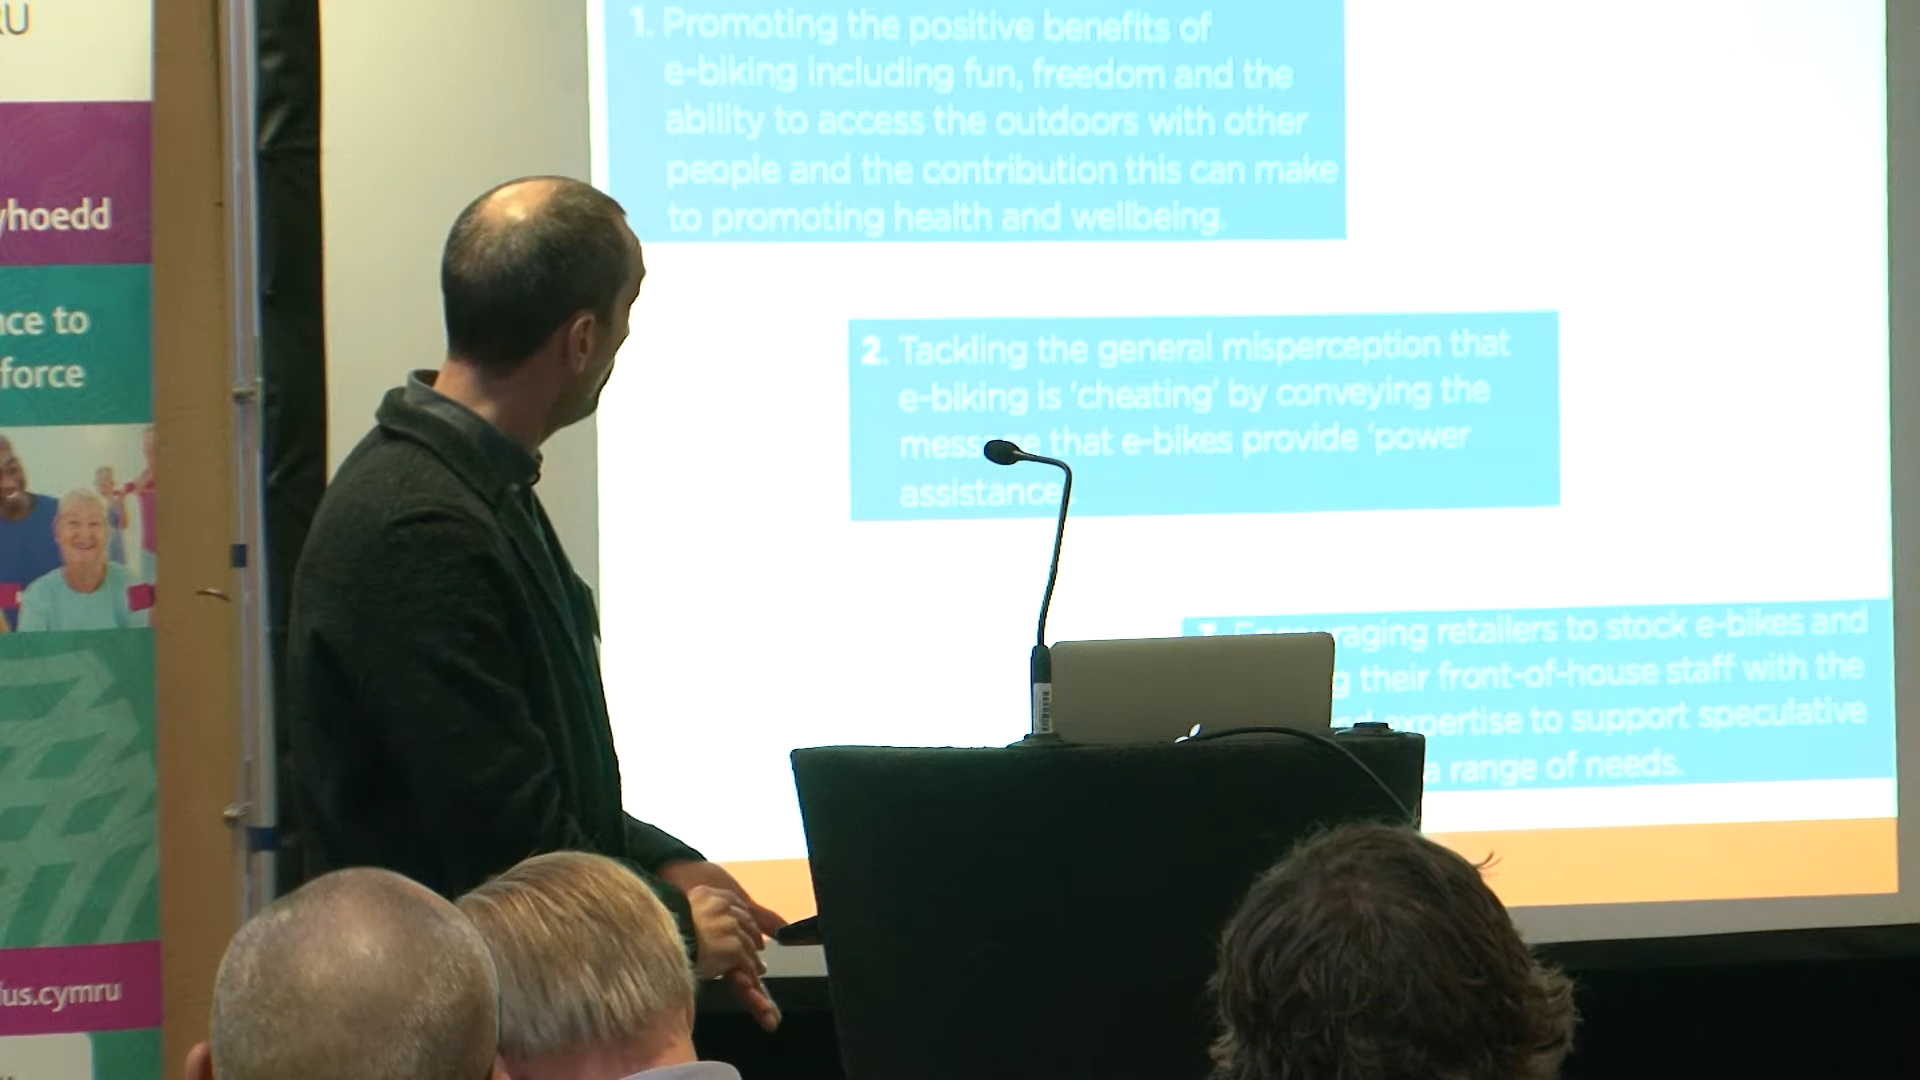 RU
yhoedd
nce to
force
us.cymru
1. Promoting the positive benefits of
e-biking including fun, freedom and the
ability to access the outdoors with other
people and the contribution this can make
to promoting health and wellbeing.
2. Tackling the general misperception that
e-biking is ‘cheating’ by conveying the
that e-bikes provide ‘power
assistance
retailers to stock e-bikes and
their front-of-house staff with the
expertise to support speculative
a range of needs.